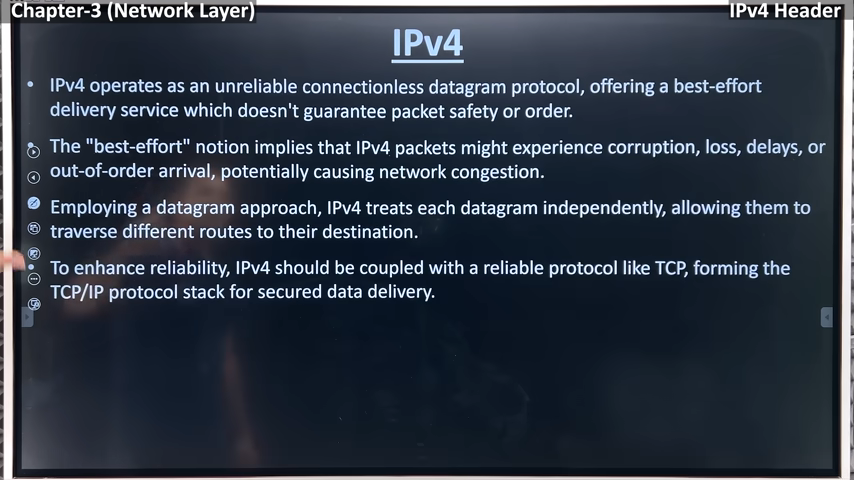 Chapter-3 (Network Layer)
IPv4 Header
IPv4
• IPv4 operates as an unreliable connectionless datagram protocol, offering a best-effort
delivery service which doesn't guarantee packet safety or order.
• The "best-effort" notion implies that IPv4 packets might experience corruption, loss, delays, or
out-of-order arrival, potentially causing network congestion.
• Employing a datagram approach, IPv4 treats each datagram independently, allowing them to
traverse different routes to their destination.
• To enhance reliability, IPv4 should be coupled with a reliable protocol like TCP, forming the
TCP/IP protocol stack for secured data delivery.